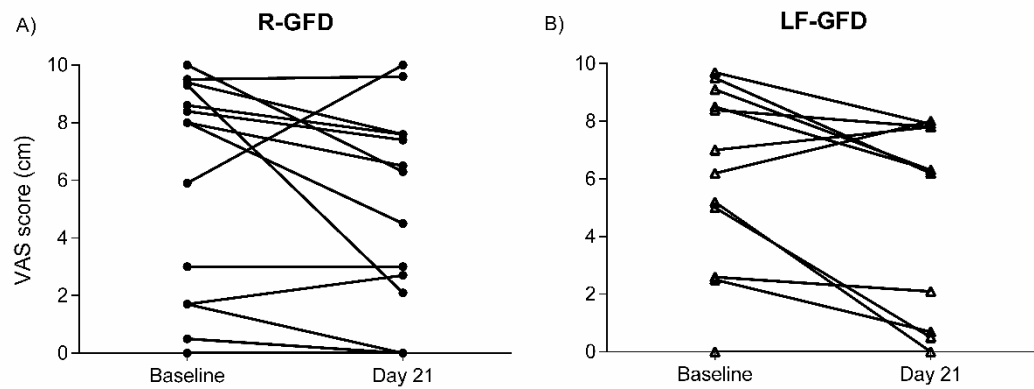 A)
R-GFD
VAS score (cm)
10
8
6
4
2
0
Baseline
Day 21
B)
LF-GFD
10
8
6
4
2
0
Baseline
Day 21